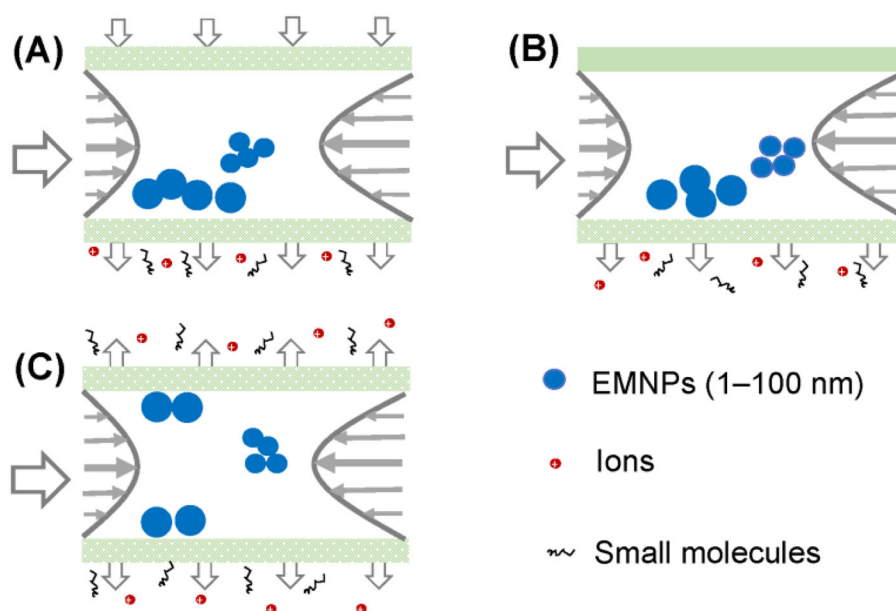 (A)
(B)
(C)
EMNPs (1–100 nm)
Ions
Small molecules